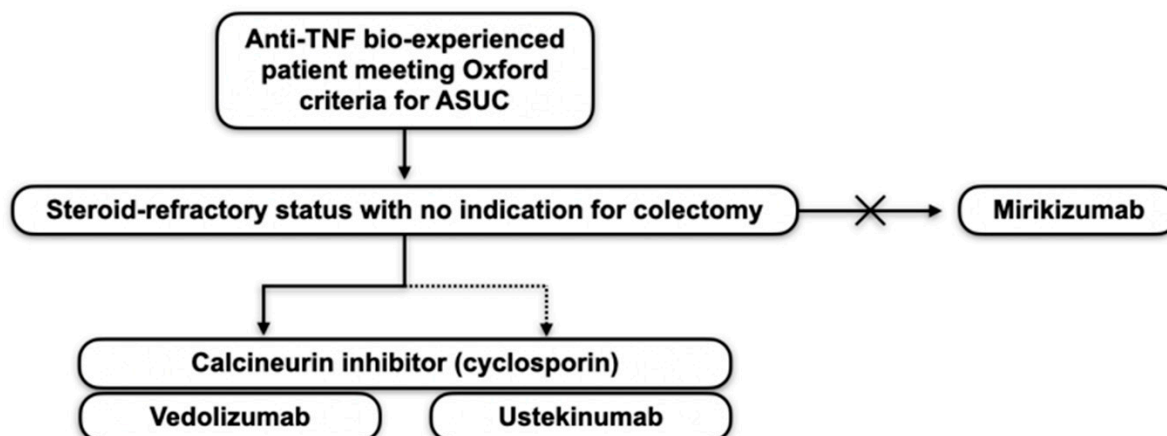 Anti-TNF bio-experienced
patient meeting Oxford
criteria for ASUC
Steroid-refractory status with no indication for colectomy
Mirikizumab
Calcineurin inhibitor (cyclosporin)
Vedolizumab
Ustekinumab